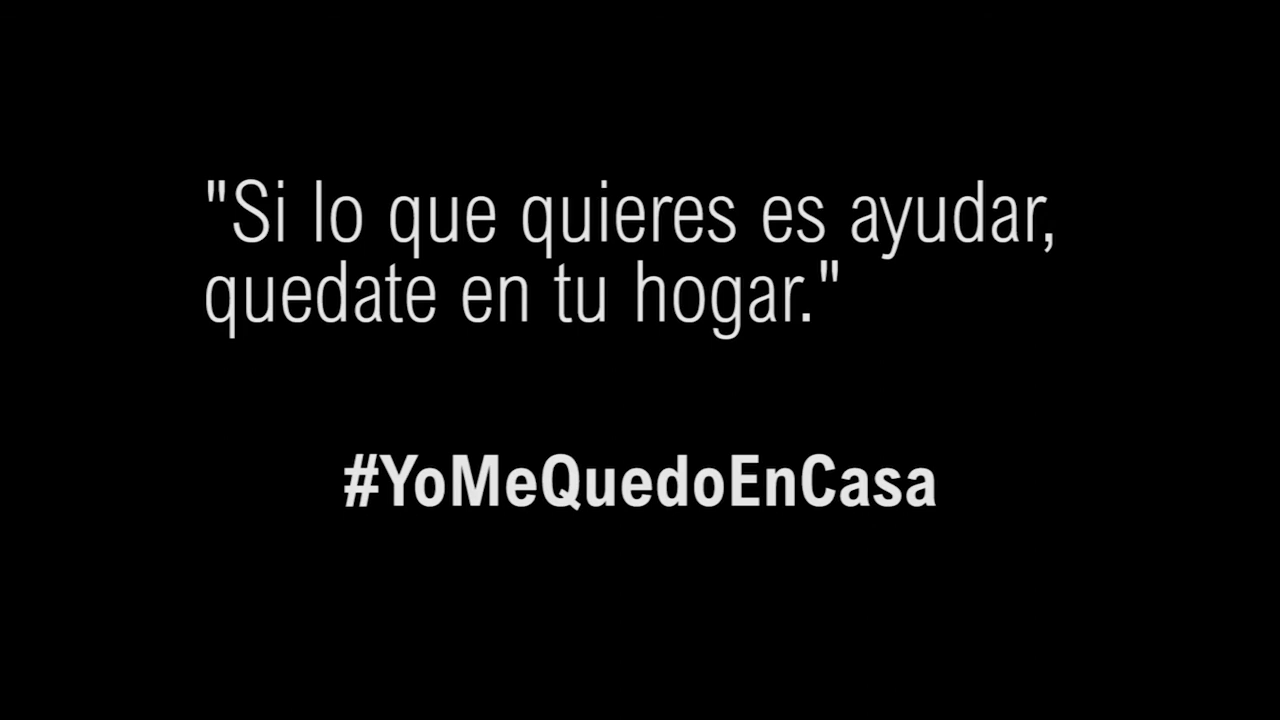 "Si lo que quieres es ayudar,
quedate en tu hogar."
#YoMeQuedoEnCasa